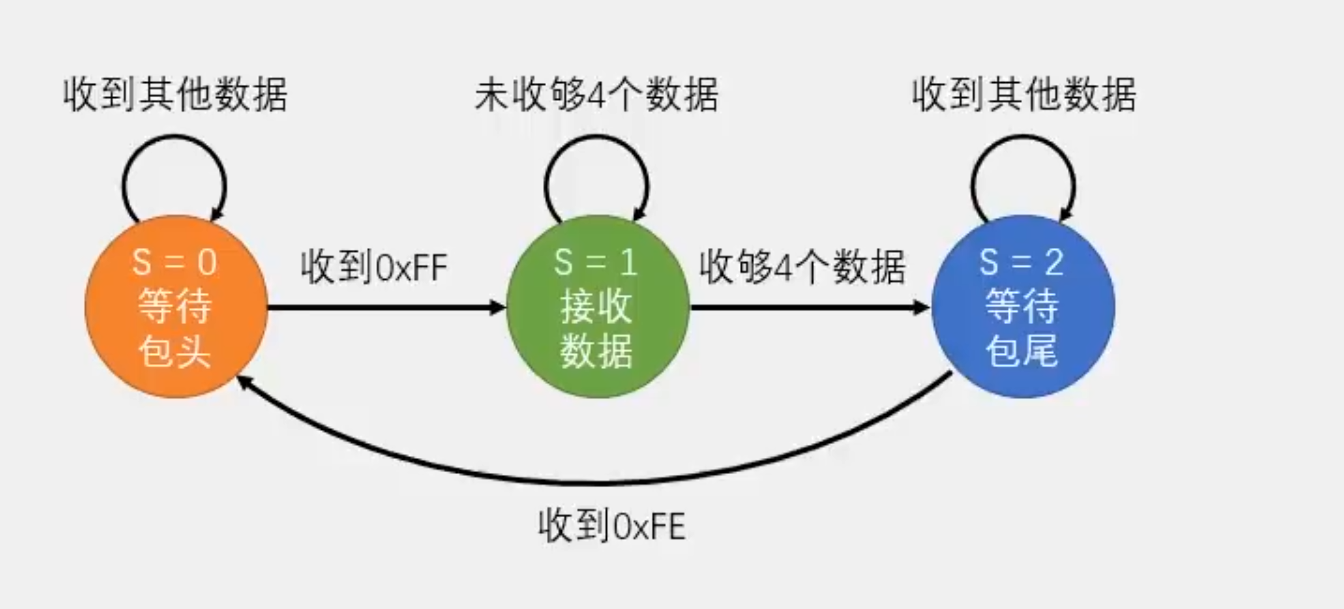 收到其他数据
未收够4个数据
收到其他数据
S = 0
等待
包头
收到0xFF
S = 1
接收
数据
收够4个数据
S = 2
等待
包尾
收到0xFE